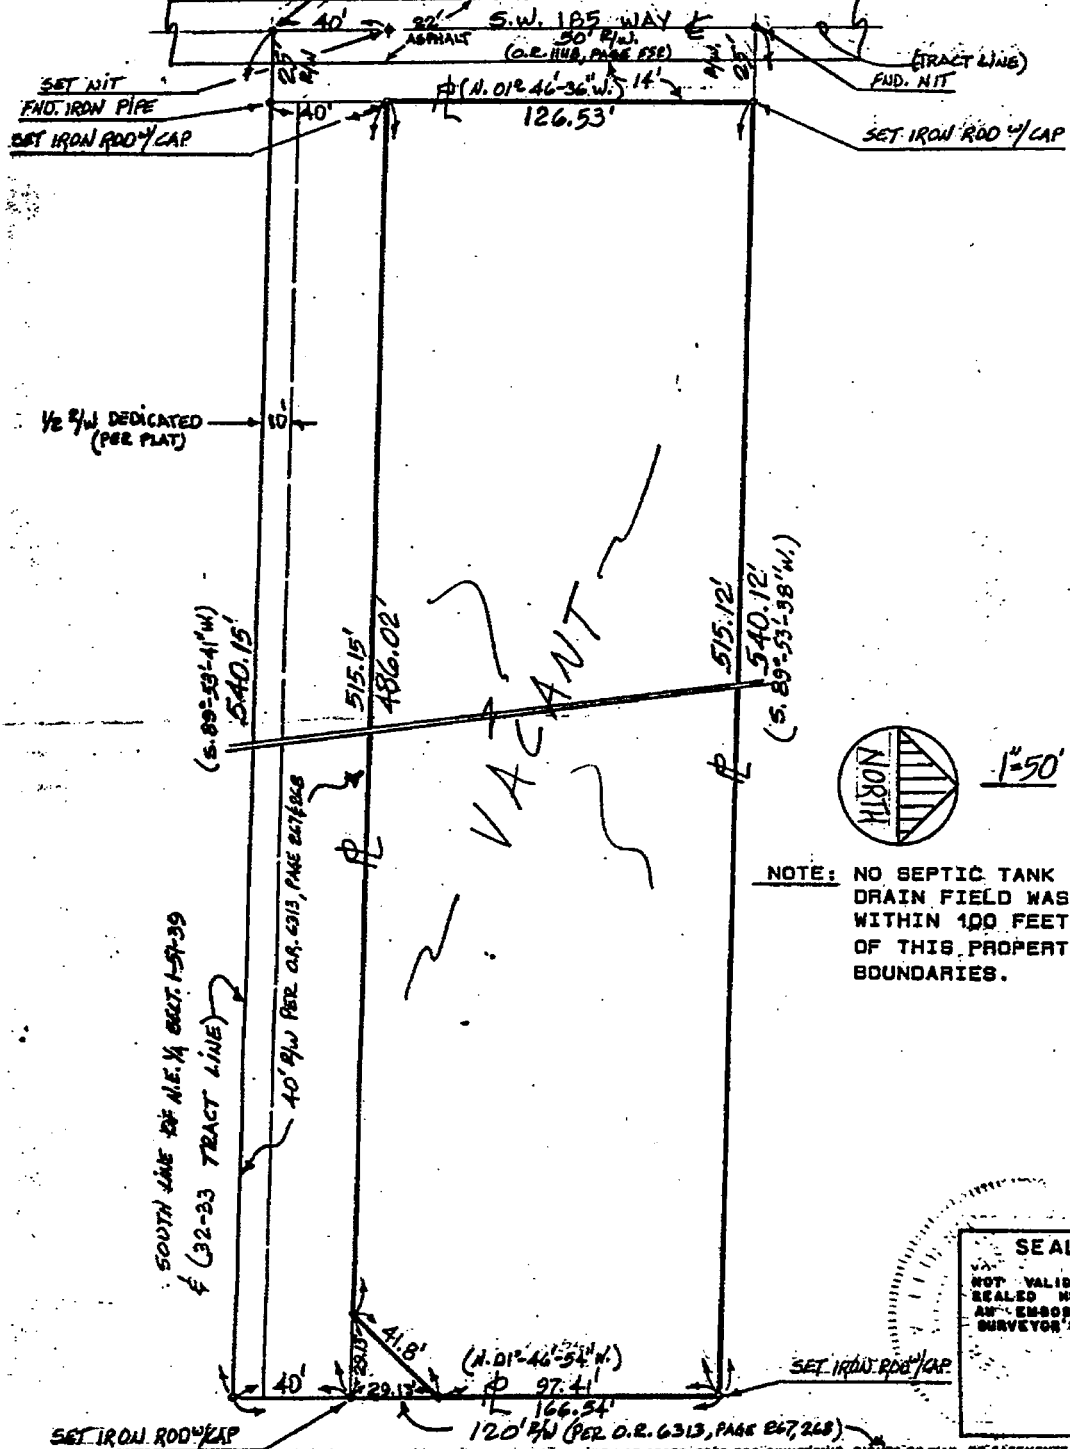 40'
22'
ASPHALT
S.W. 185 WAY
50' R/W.
25'
R/W
R/W.
25'
(TRACT LINE)
SET NIT
FND. NIT
FND. IRON PIPE
40'
(N. 01°-46'-36" W.)
14'
126.53'
SET IRON ROD W/CAP
SET IRON ROD W/CAP
1/2 R/W DEDICATED
(PER PLAT)
10'
(S. 89°-53'-41" W.)
540.15'
515.15'
486.02'
VACANT
515.12'
540.12'
(S. 89°-53'-38" W.)
NORTH
1"=50'
NOTE: NO SEPTIC TANK
DRAIN FIELD WAS
WITHIN 100 FEET
OF THIS PROPERT
BOUNDARIES.
40' R/W PER O.R. 6313, PAGE 267&268
SOUTH LINE OF N.E. 1/4 SECT. 1-57-39
& (32-33 TRACT LINE)
SEAL
NOT VALID
SEALED
AN EMBOS
SURVEYOR'
41.8'
29.13'
(N. 01°-46'-54" W.)
SET IRON ROD W/CAP
40'
29.13'
97.41'
166.54'
SET IRON ROD W/CAP
120' R/W (PER O.R. 6313, PAGE 267, 268)